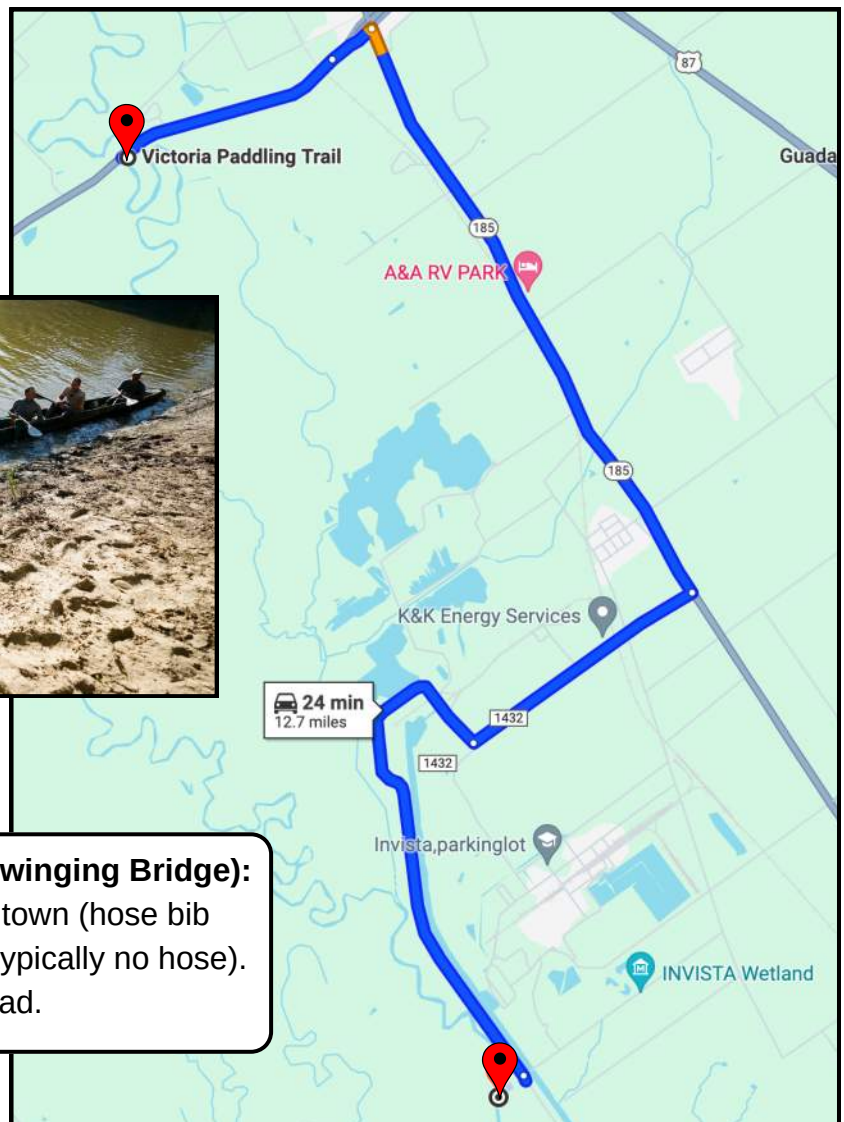 87
Victoria Paddling Trail
Guada
185
A&A RV PARK
185
K&K Energy Services
24 min
12.7 miles
1432
1432
Invista,parkinglot
winging Bridge):
town (hose bib
ypically no hose).
ad.
INVISTA Wetland